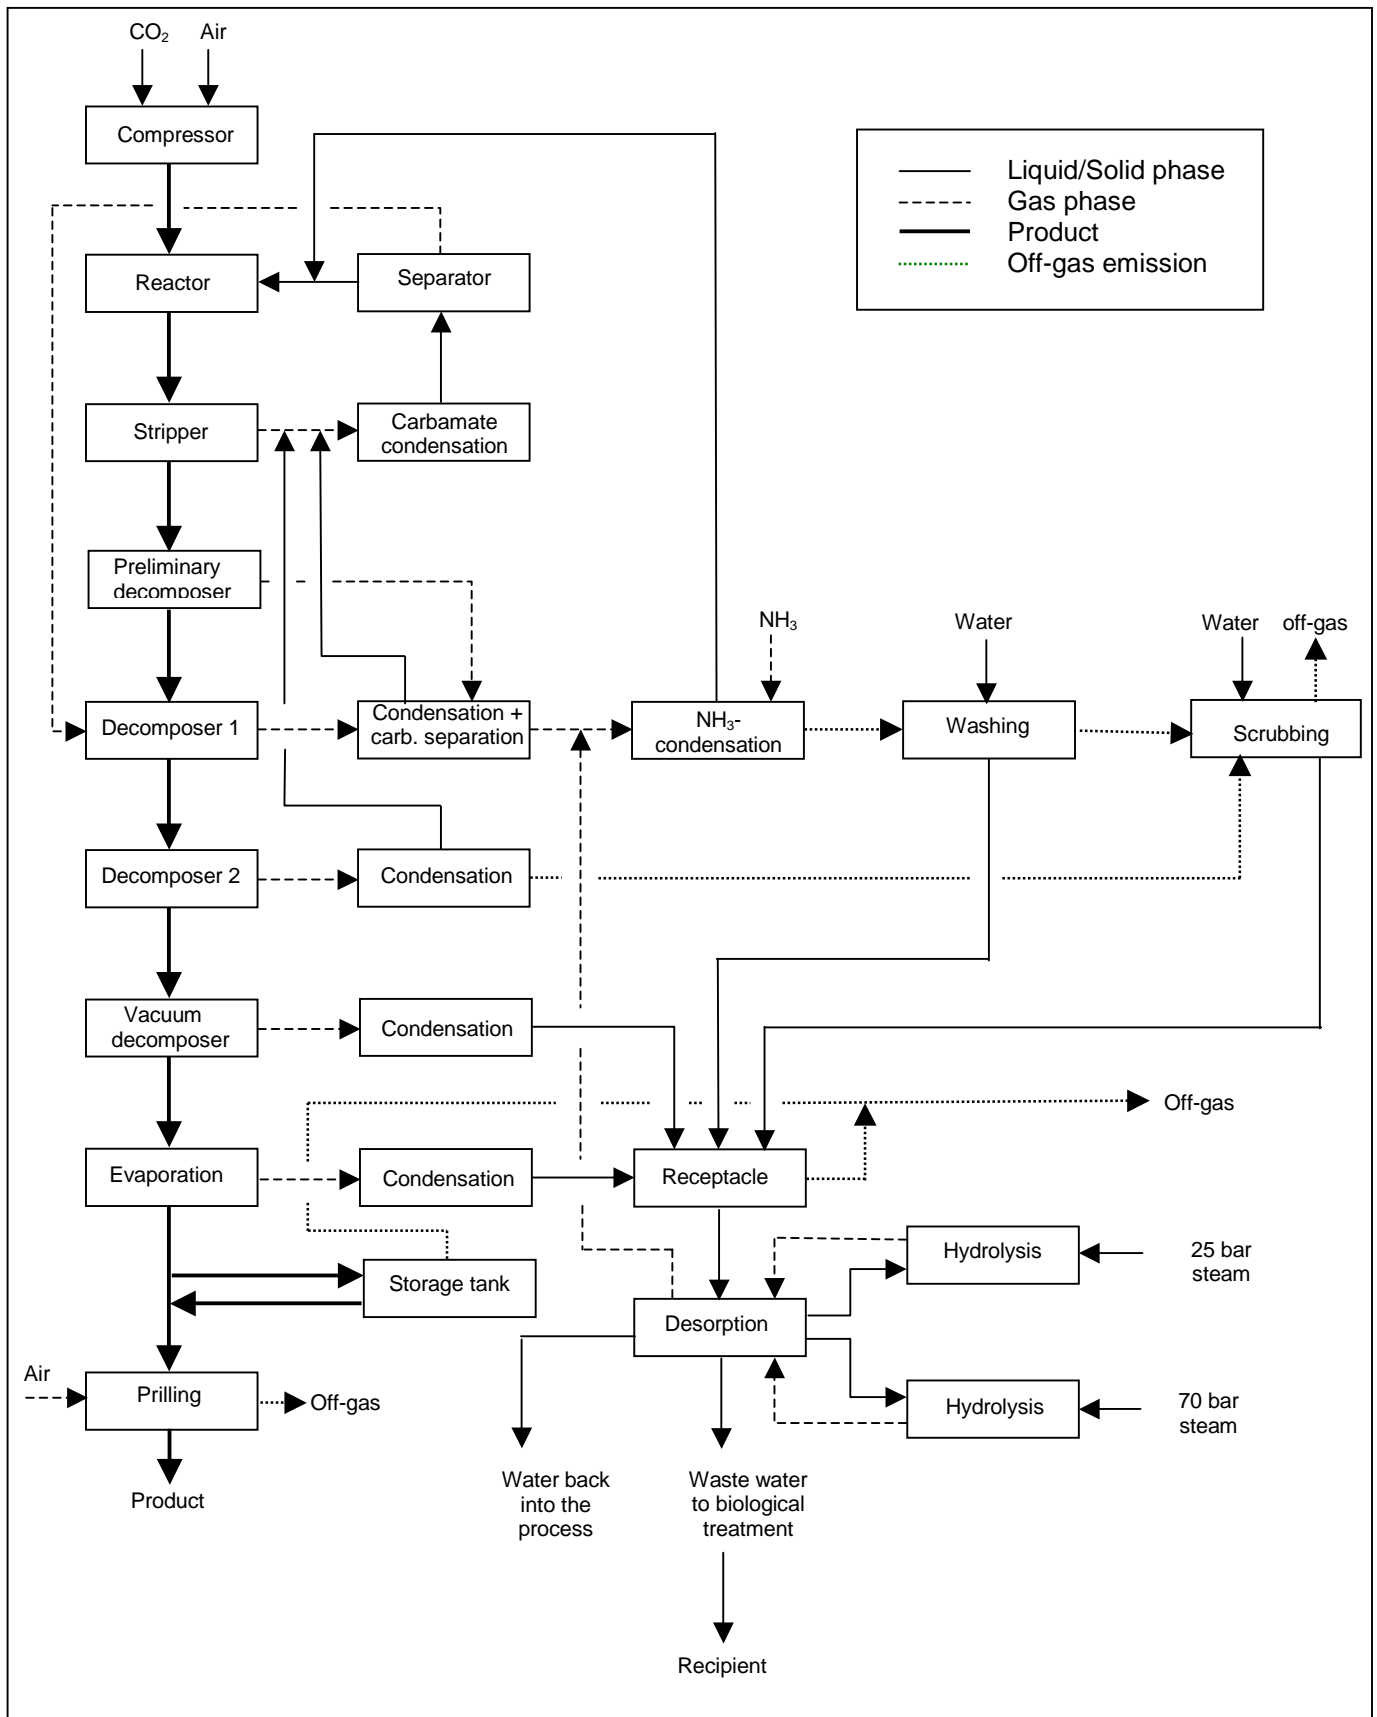 CO₂ Air
Compressor
Liquid/Solid phase
Gas phase
Product
Off-gas emission
Reactor
Separator
Stripper
Carbamate
condensation
Preliminary
decomposer
NH₃
Water
Water off-gas
Decomposer 1
Condensation +
carb. separation
NH₃-
condensation
Washing
Scrubbing
Decomposer 2
Condensation
Vacuum
decomposer
Condensation
Off-gas
Evaporation
Condensation
Receptacle
Hydrolysis
25 bar
steam
Storage tank
Desorption
Air
Prilling
Off-gas
Hydrolysis
70 bar
steam
Product
Water back
into the
process
Waste water
to biological
treatment
Recipient